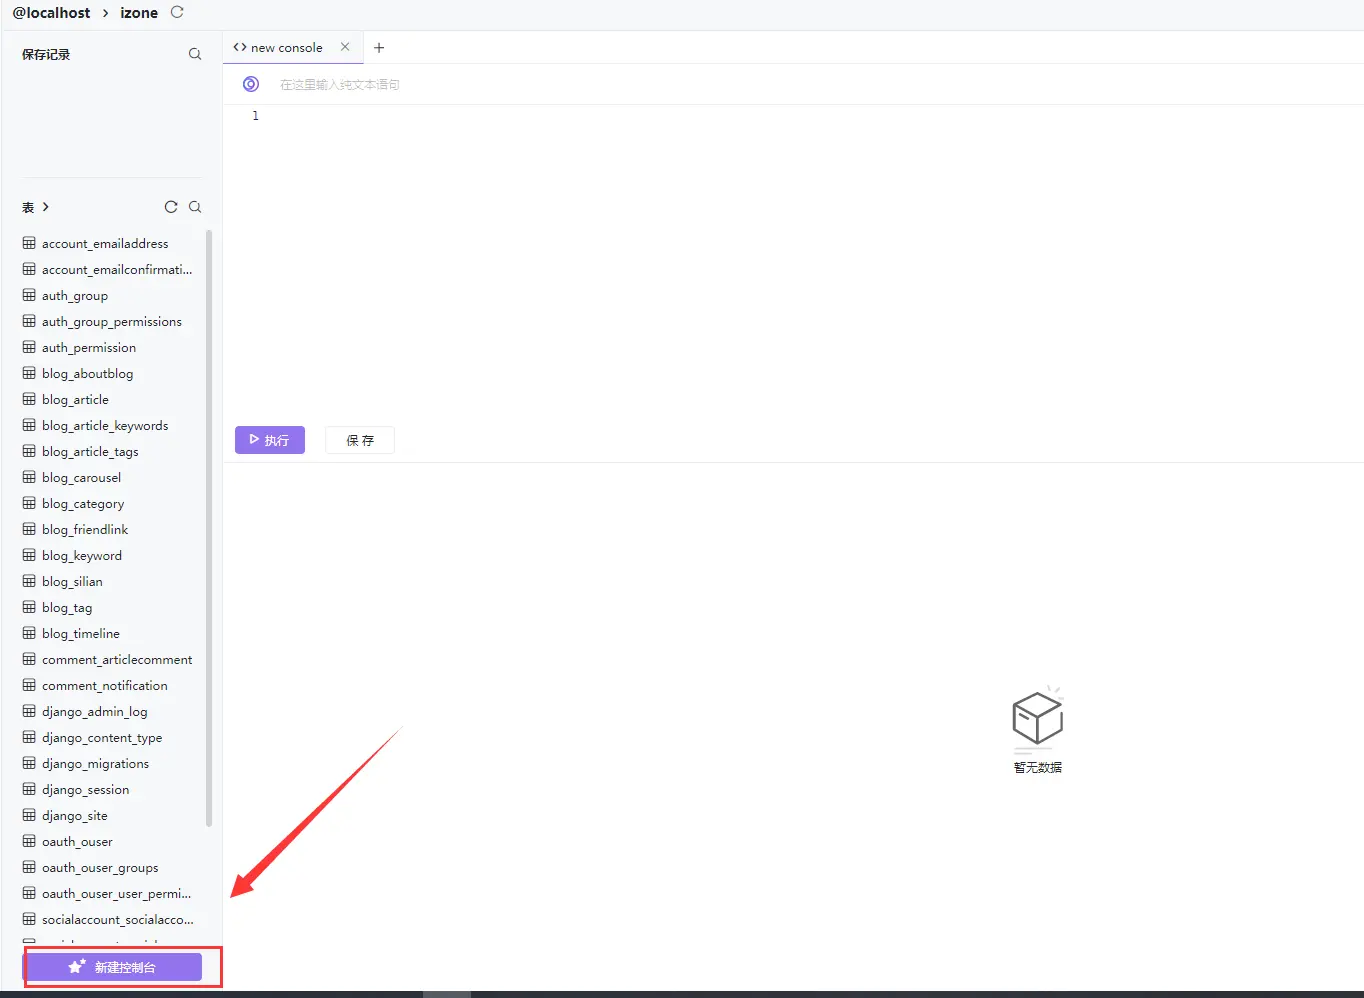 @localhost > izone
保存记录
<> new console × +
在这里输入纯文本语句
1
表 >
account_emailaddress
account_emailconfirmati...
auth_group
auth_group_permissions
auth_permission
blog_aboutblog
blog_article
blog_article_keywords
blog_article_tags
blog_carousel
blog_category
blog_friendlink
blog_keyword
blog_silian
blog_tag
blog_timeline
comment_articlecomment
comment_notification
django_admin_log
django_content_type
django_migrations
django_session
django_site
oauth_ouser
oauth_ouser_groups
oauth_ouser_user_permi...
socialaccount_socialacco...
新建控制台
执行
保 存
暂无数据